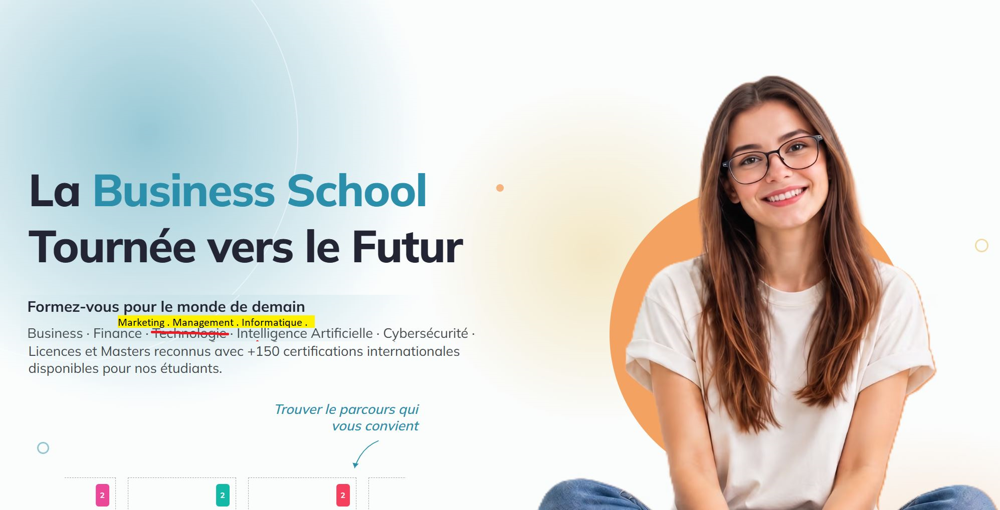 La Business School
Tournée vers le Futur
Formez-vous pour le monde de demain
Marketing . Management . Informatique .
Business · Finance · Technologie · Intelligence Artificielle · Cybersécurité ·
Licences et Masters reconnus avec +150 certifications internationales
disponibles pour nos étudiants.
Trouver le parcours qui
vous convient
2 2 2